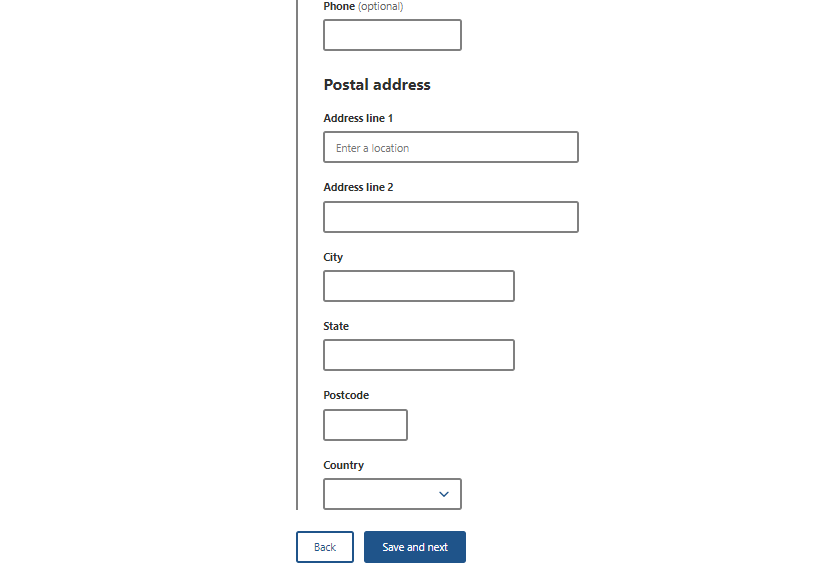 Phone (optional)
Postal address
Address line 1
Enter a location
Address line 2
City
State
Postcode
Country
Back Save and next